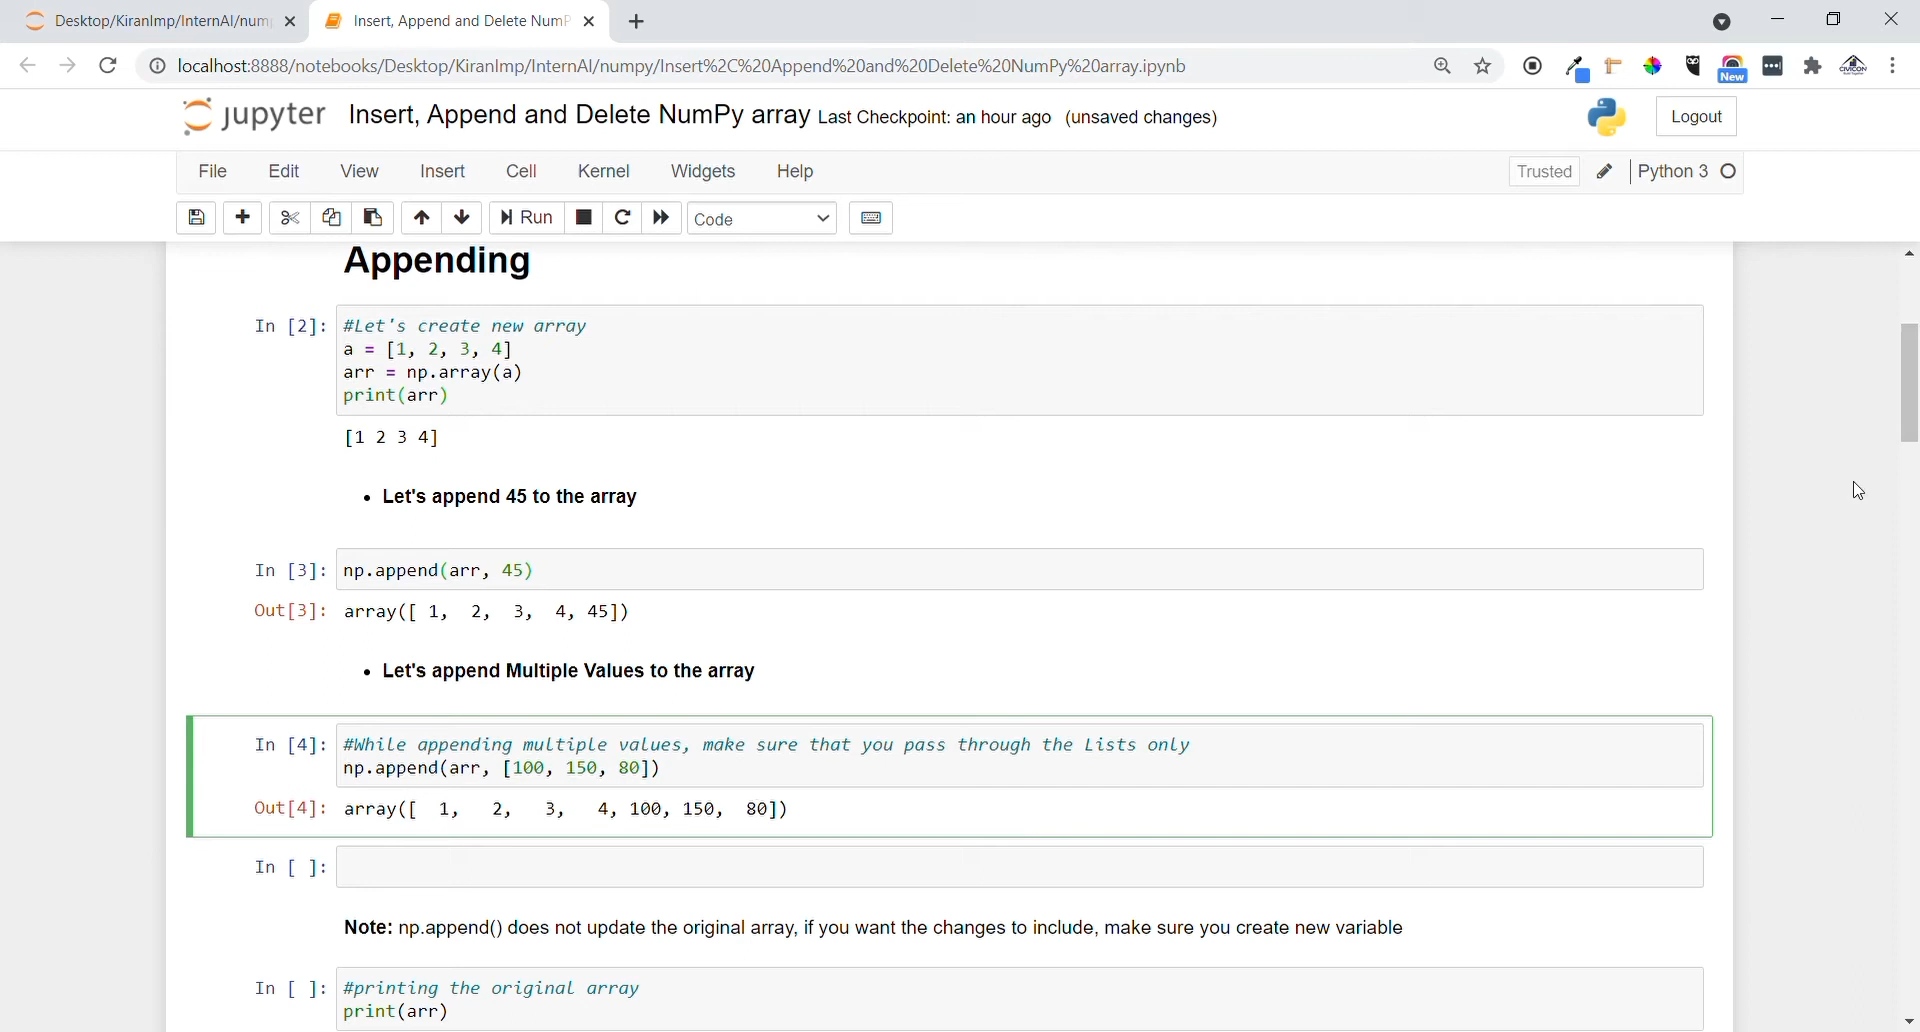 Desktop/KiranImp/InternAI/nump
Insert, Append and Delete NumP
localhost:8888/notebooks/Desktop/KiranImp/InternAI/numpy/Insert%2C%20Append%20and%20Delete%20NumPy%20array.ipynb
New
CIVICON
jupyter Insert, Append and Delete NumPy array Last Checkpoint: an hour ago (unsaved changes)
Logout
File Edit View Insert Cell Kernel Widgets Help
Trusted Python 3
Run Code
Appending
In [2]: #Let's create new array
a = [1, 2, 3, 4]
arr = np.array(a)
print(arr)
[1 2 3 4]
• Let's append 45 to the array
In [3]: np.append(arr, 45)
Out[3]: array([ 1,  2,  3,  4, 45])
• Let's append Multiple Values to the array
In [4]: #While appending multiple values, make sure that you pass through the Lists only
np.append(arr, [100, 150, 80])
Out[4]: array([  1,   2,   3,   4, 100, 150,  80])
In [ ]:
Note: np.append() does not update the original array, if you want the changes to include, make sure you create new variable
In [ ]: #printing the original array
print(arr)